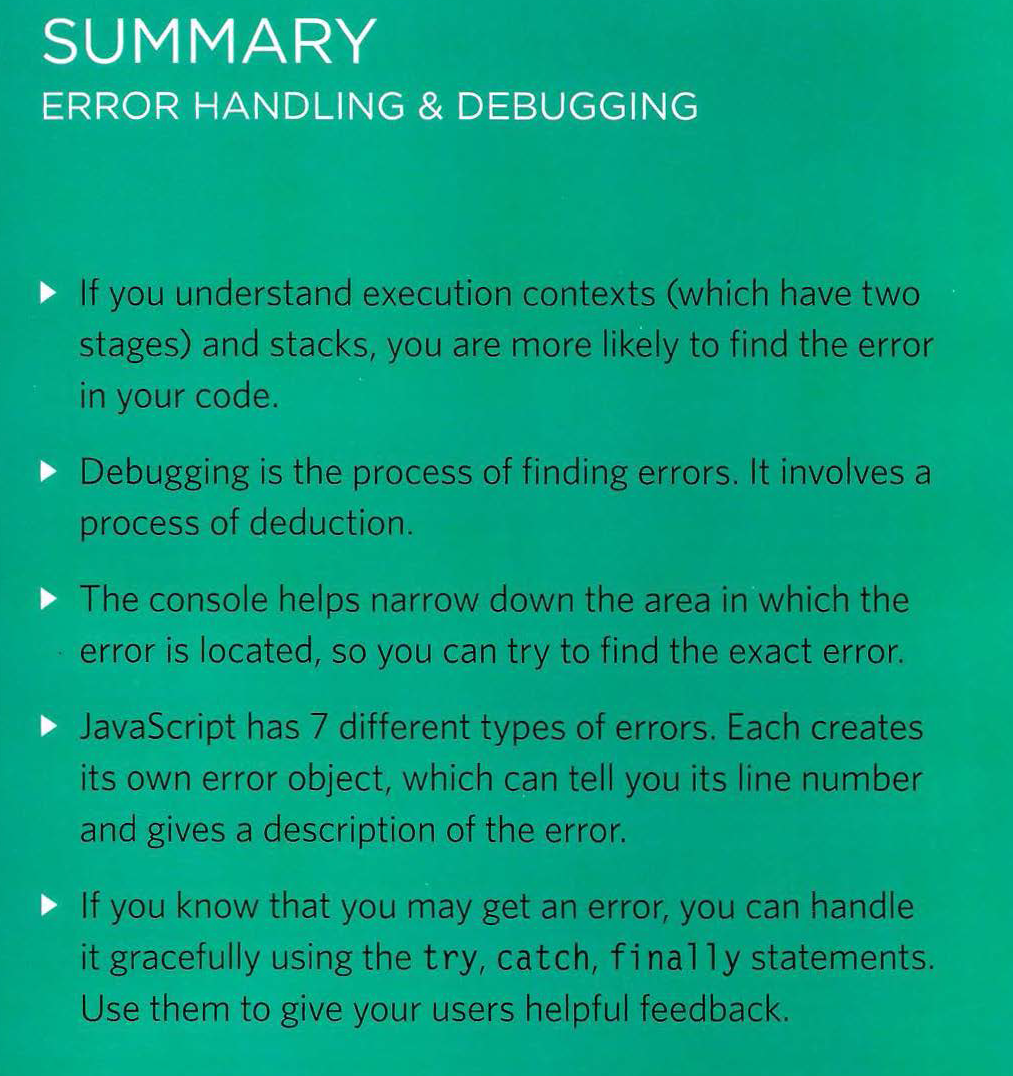 SUMMARY
ERROR HANDLING & DEBUGGING
If you understand execution contexts (which have two
stages) and stacks, you are more likely to find the error
in your code.
Debugging is the process of finding errors. It involves a
process of deduction.
The console helps narrow down the area in which the
error is located, so you can try to find the exact error.
JavaScript has 7 different types of errors. Each creates
its own error object, which can tell you its line number
and gives a description of the error.
If you know that you may get an error, you can handle
it gracefully using the try, catch, finally statements.
Use them to give your users helpful feedback.